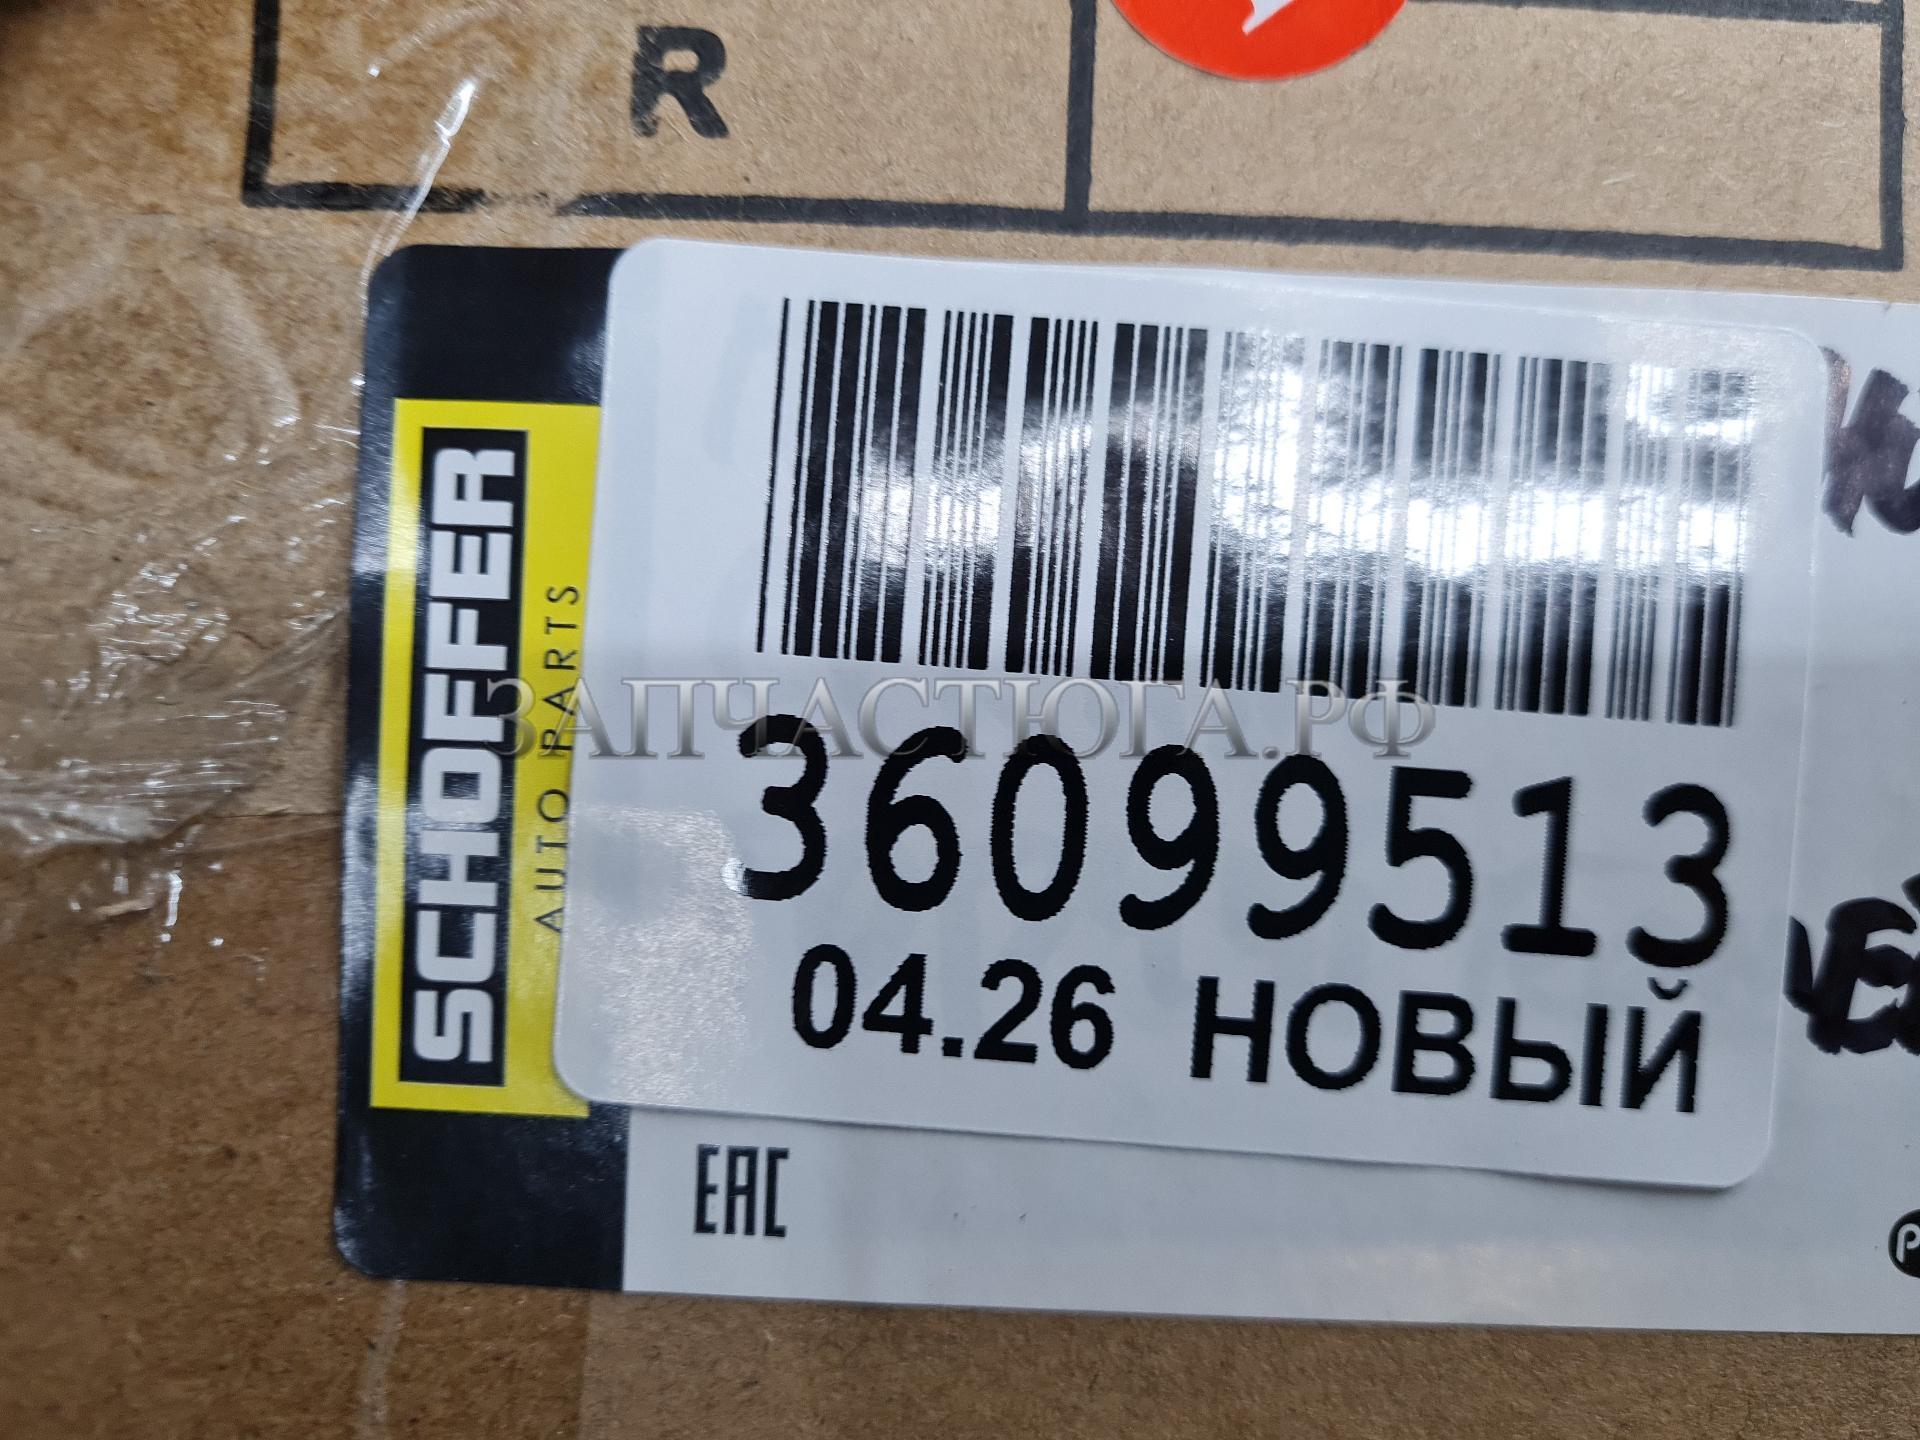 R
SCHOFFER
AUTO PARTS
ЗАПЧАСТЮГА.РФ
36099513
04.26 НОВЫЙ
EAC